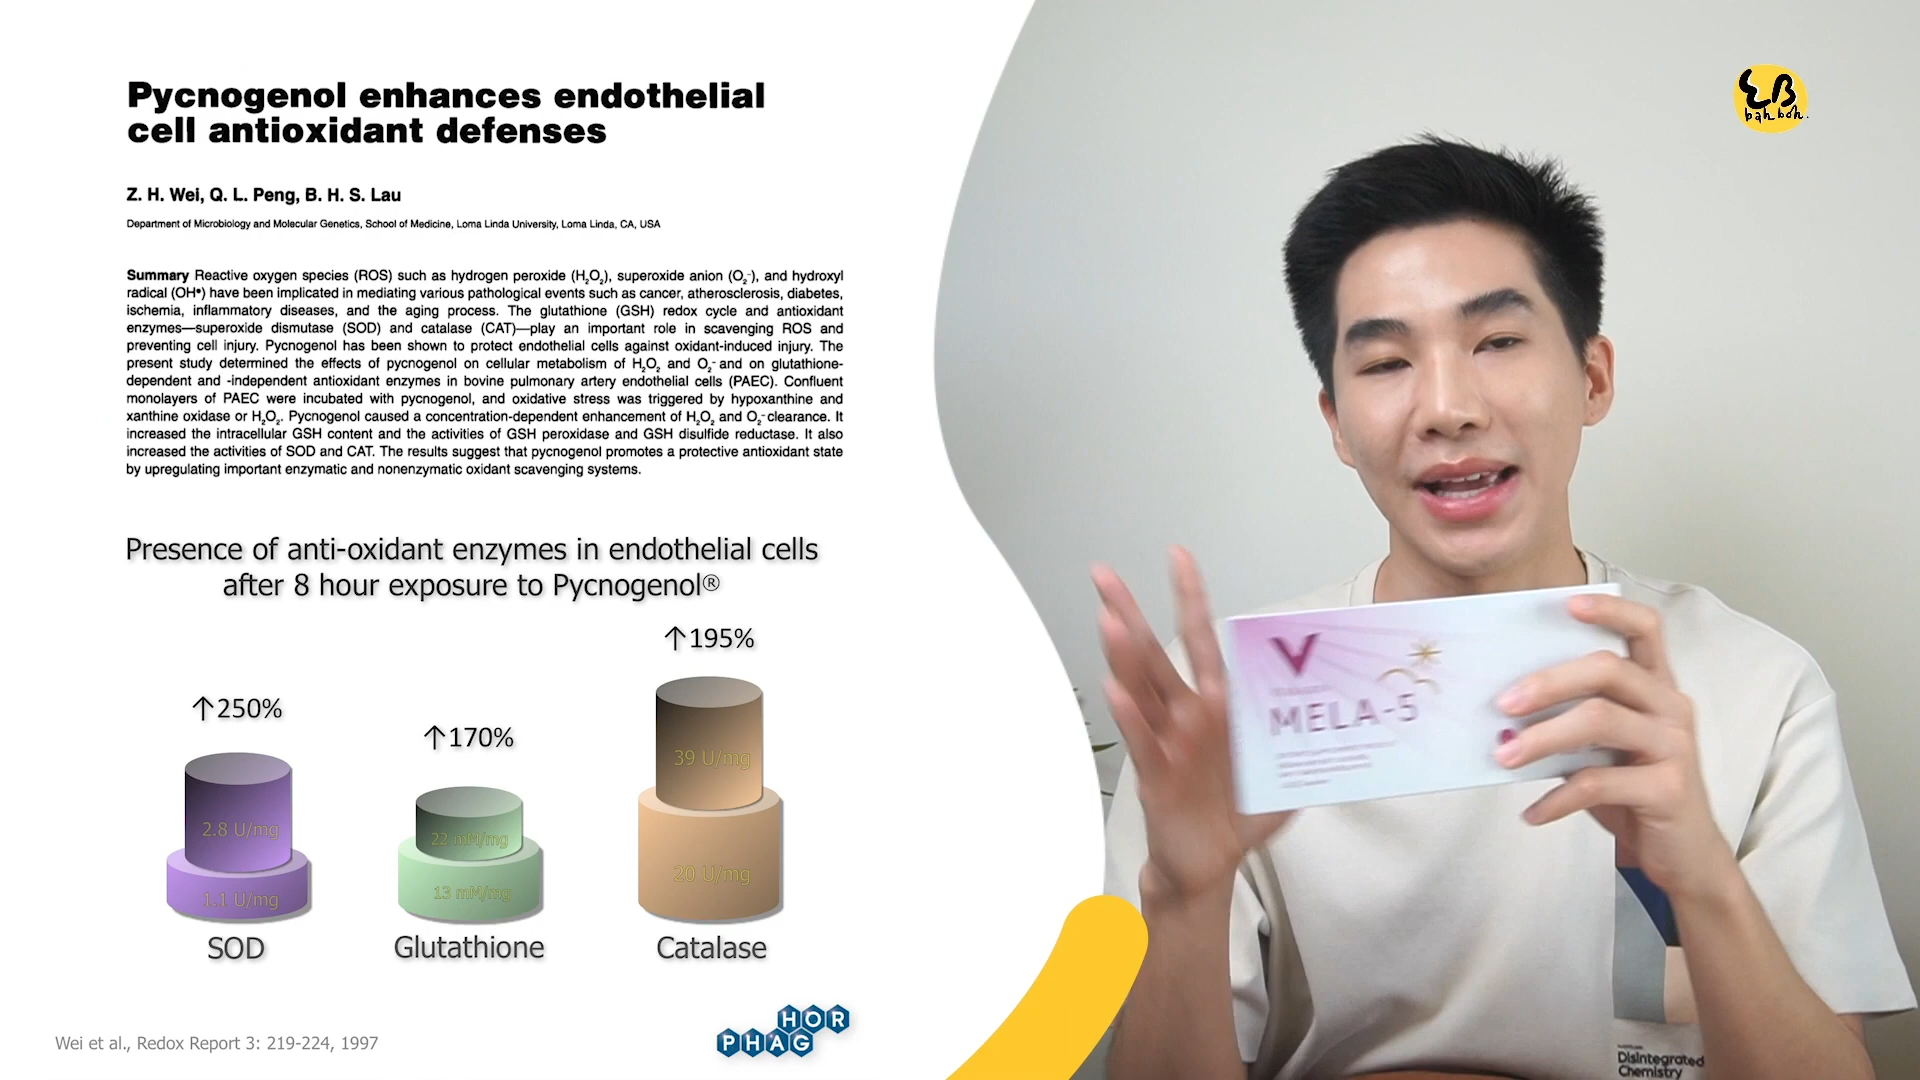 Pycnogenol enhances endothelial
cell antioxidant defenses
Z. H. Wei, Q. L. Peng, B. H. S. Lau
Department of Microbiology and Molecular Genetics, School of Medicine, Loma Linda University, Loma Linda, CA, USA
Summary Reactive oxygen species (ROS) such as hydrogen peroxide (H₂O₂), superoxide anion (O₂⁻), and hydroxyl
radical (OH•) have been implicated in mediating various pathological events such as cancer, atherosclerosis, diabetes,
ischemia, inflammatory diseases, and the aging process. The glutathione (GSH) redox cycle and antioxidant
enzymes—superoxide dismutase (SOD) and catalase (CAT)—play an important role in scavenging ROS and
preventing cell injury. Pycnogenol has been shown to protect endothelial cells against oxidant-induced injury. The
present study determined the effects of pycnogenol on cellular metabolism of H₂O₂ and O₂⁻ and on glutathione-
dependent and -independent antioxidant enzymes in bovine pulmonary artery endothelial cells (PAEC). Confluent
monolayers of PAEC were incubated with pycnogenol, and oxidative stress was triggered by hypoxanthine and
xanthine oxidase or H₂O₂. Pycnogenol caused a concentration-dependent enhancement of H₂O₂ and O₂⁻ clearance. It
increased the intracellular GSH content and the activities of GSH peroxidase and GSH disulfide reductase. It also
increased the activities of SOD and CAT. The results suggest that pycnogenol promotes a protective antioxidant state
by upregulating important enzymatic and nonenzymatic oxidant scavenging systems.
Presence of anti-oxidant enzymes in endothelial cells
after 8 hour exposure to Pycnogenol®
↑250%
↑170%
↑195%
2.8 U/mg
1.1 U/mg
22 mM/mg
13 mM/mg
39 U/mg
20 U/mg
SOD
Glutathione
Catalase
HOR
PHAG
Wei et al., Redox Report 3: 219-224, 1997
bah boh.
V
MELA-5
Disintegrated
Chemistry